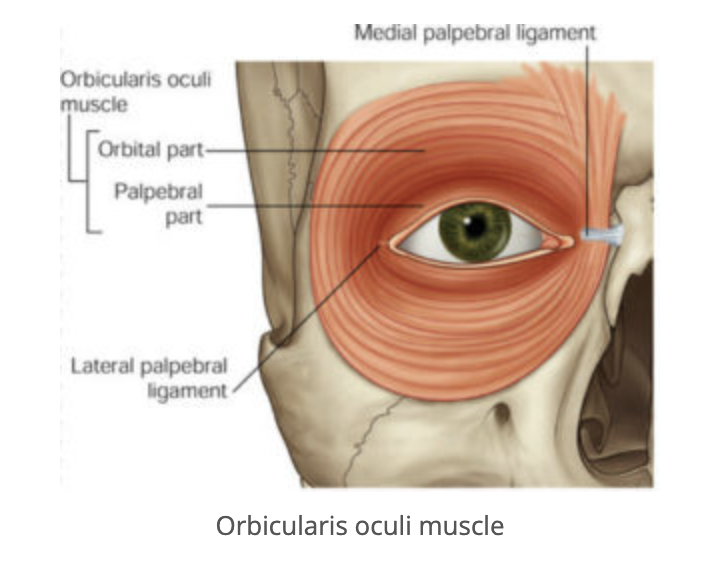 Medial palpebral ligament
Orbicularis oculi
muscle
Orbital part
Palpebral
part
Lateral palpebral
ligament
Orbicularis oculi muscle